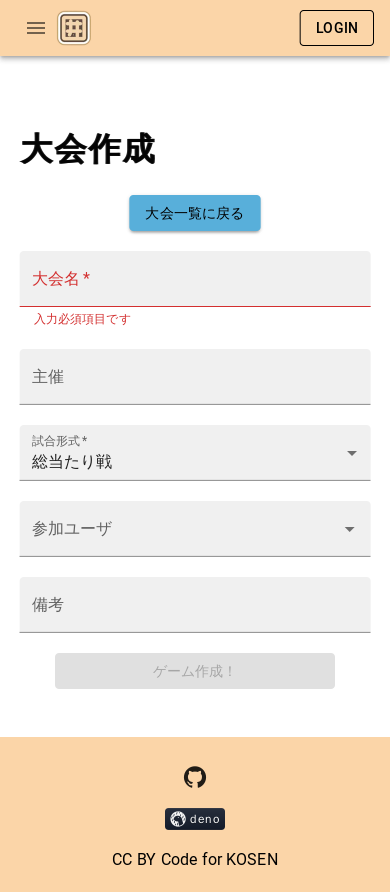 LOGIN
大会作成
大会一覧に戻る
大会名 *
入力必須項目です
主催
試合形式 *
総当たり戦
参加ユーザ
備考
ゲーム作成！
deno
CC BY Code for KOSEN